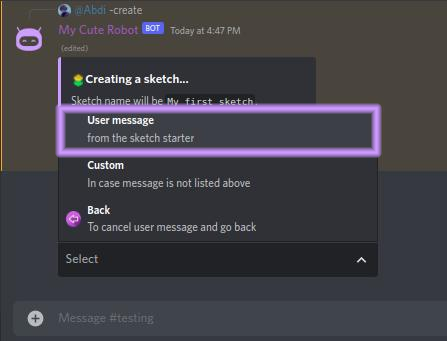 @Abdi -create
My Cute Robot BOT Today at 4:47 PM
(edited)
Creating a sketch...
Sketch name will be My first sketch.
User message
from the sketch starter
Custom
In case message is not listed above
Back
To cancel user message and go back
Select
Message #testing